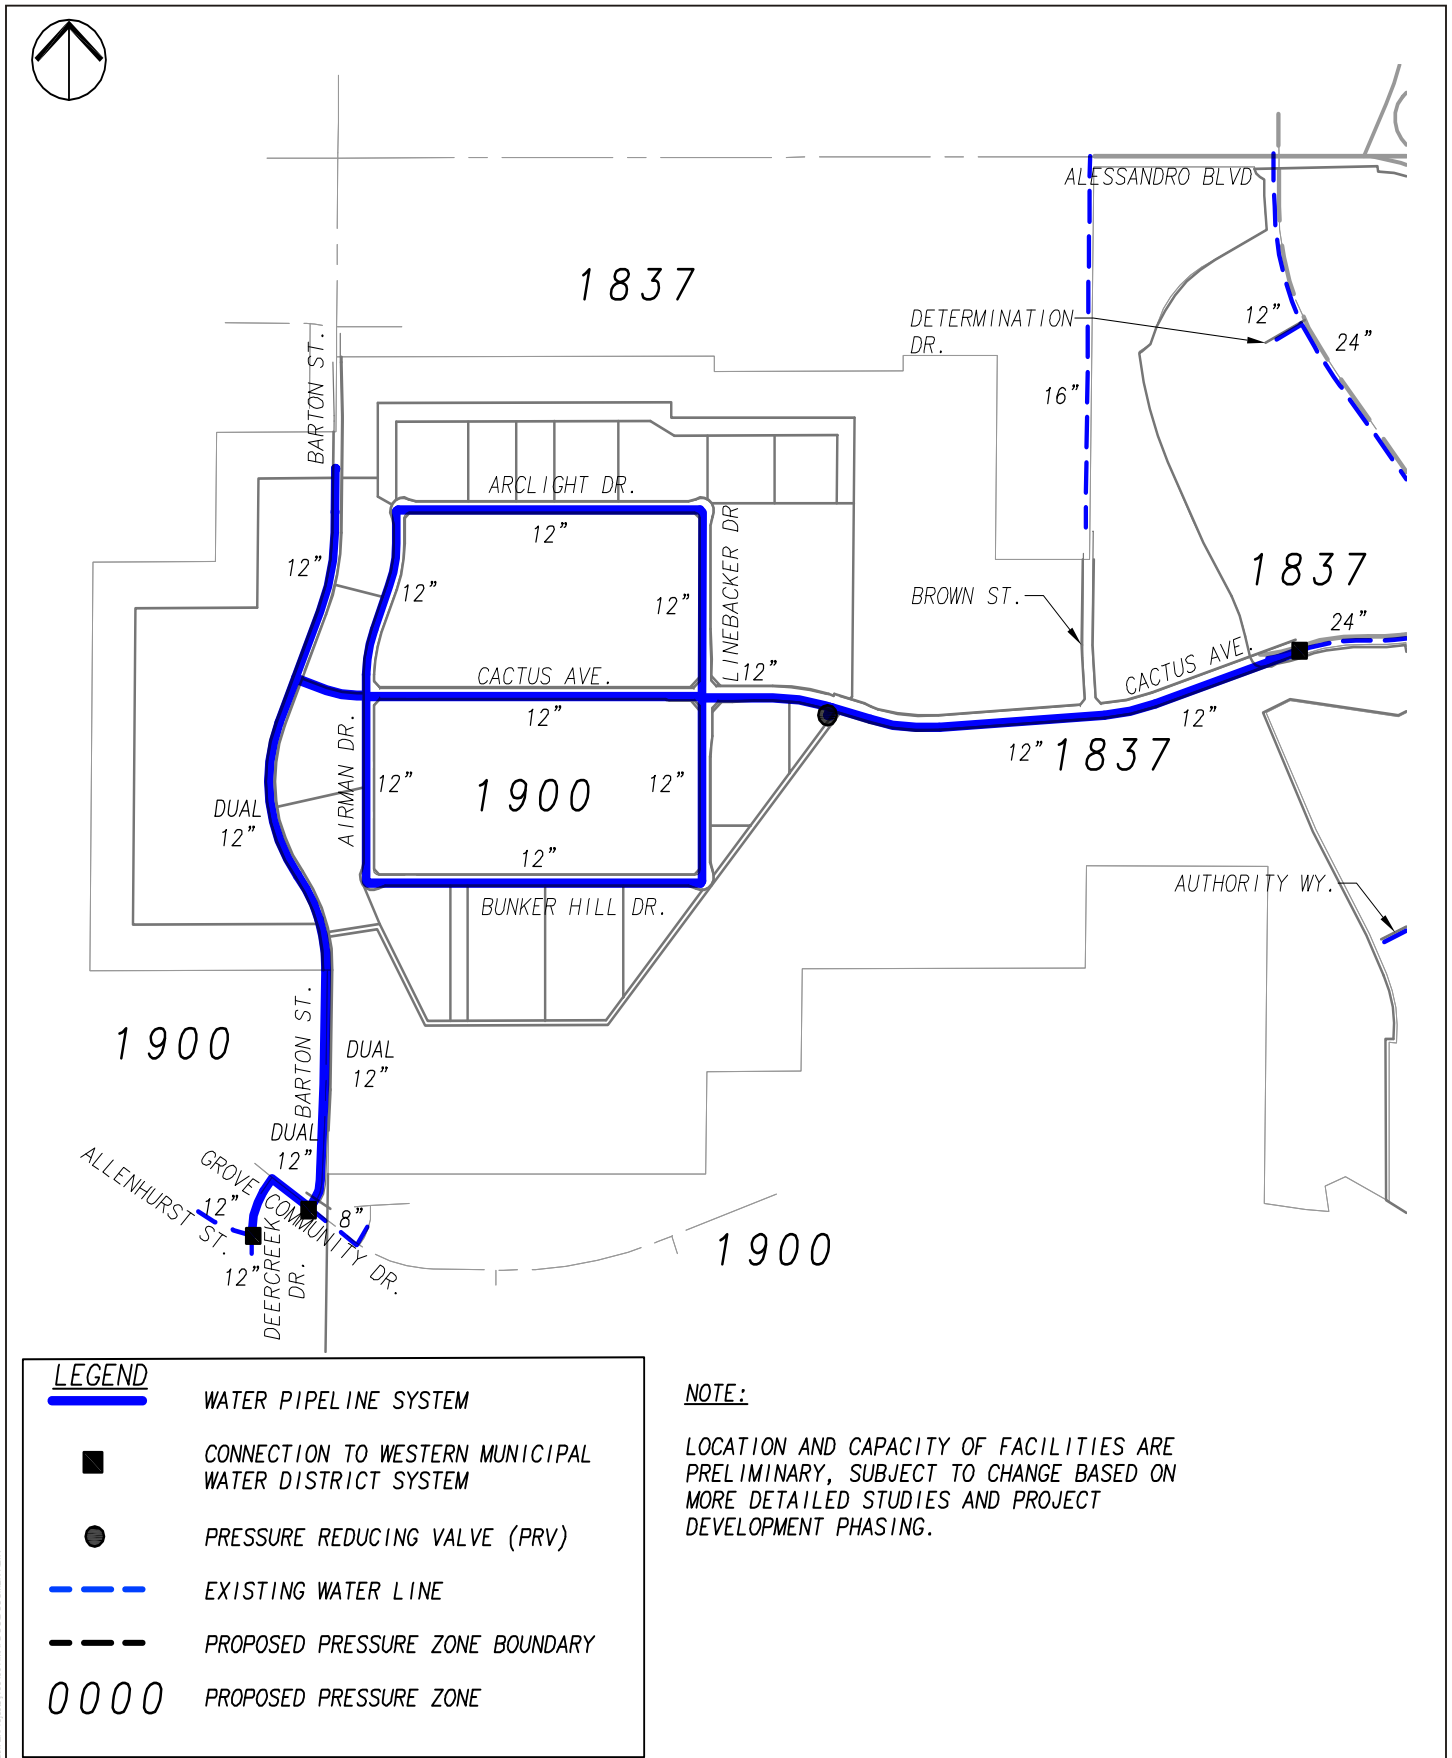 ALESSANDRO BLVD
1837
DETERMINATION
DR.
12"
24"
16"
BARTON ST.
ARCLIGHT DR.
12"
LINEBACKER DR
12"
12"
12"
1837
BROWN ST.
24"
CACTUS AVE.
12"
CACTUS AVE.
12"
12"
12"
1837
AIRMAN DR.
12"
1900
12"
DUAL
12"
12"
BUNKER HILL DR.
AUTHORITY WY.
1900
BARTON ST.
DUAL
12"
DUAL
12"
ALLENHURST ST.
GROVE COMMUNITY DR.
12"
8"
12"
DEERCREEK
DR.
1900
LEGEND
WATER PIPELINE SYSTEM
CONNECTION TO WESTERN MUNICIPAL
WATER DISTRICT SYSTEM
PRESSURE REDUCING VALVE (PRV)
EXISTING WATER LINE
PROPOSED PRESSURE ZONE BOUNDARY
0000 PROPOSED PRESSURE ZONE
NOTE:
LOCATION AND CAPACITY OF FACILITIES ARE
PRELIMINARY, SUBJECT TO CHANGE BASED ON
MORE DETAILED STUDIES AND PROJECT
DEVELOPMENT PHASING.